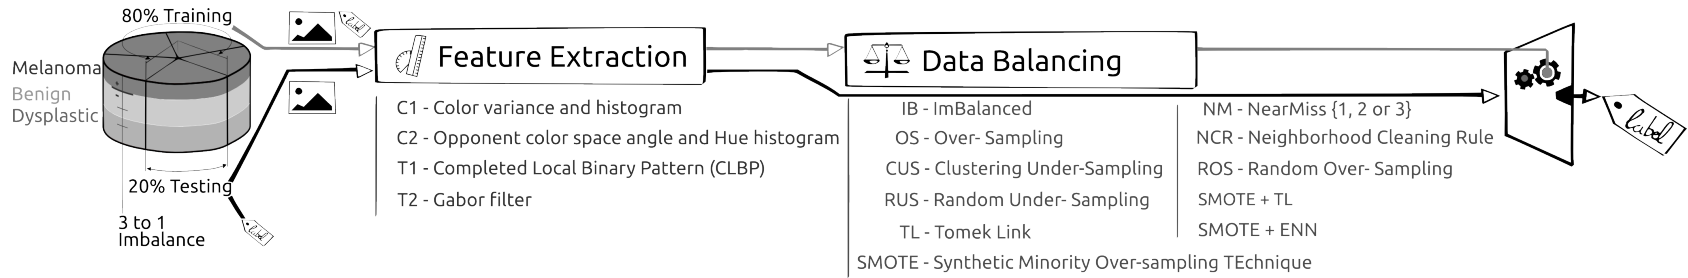 80% Training
label
Melanoma
Benign
Dysplastic
20% Testing
3 to 1
Imbalance
label
Feature Extraction
C1 - Color variance and histogram
C2 - Opponent color space angle and Hue histogram
T1 - Completed Local Binary Pattern (CLBP)
T2 - Gabor filter
Data Balancing
IB - ImBalanced
OS - Over- Sampling
CUS - Clustering Under-Sampling
RUS - Random Under- Sampling
TL - Tomek Link
SMOTE - Synthetic Minority Over-sampling TEchnique
NM - NearMiss {1, 2 or 3}
NCR - Neighborhood Cleaning Rule
ROS - Random Over- Sampling
SMOTE + TL
SMOTE + ENN
label